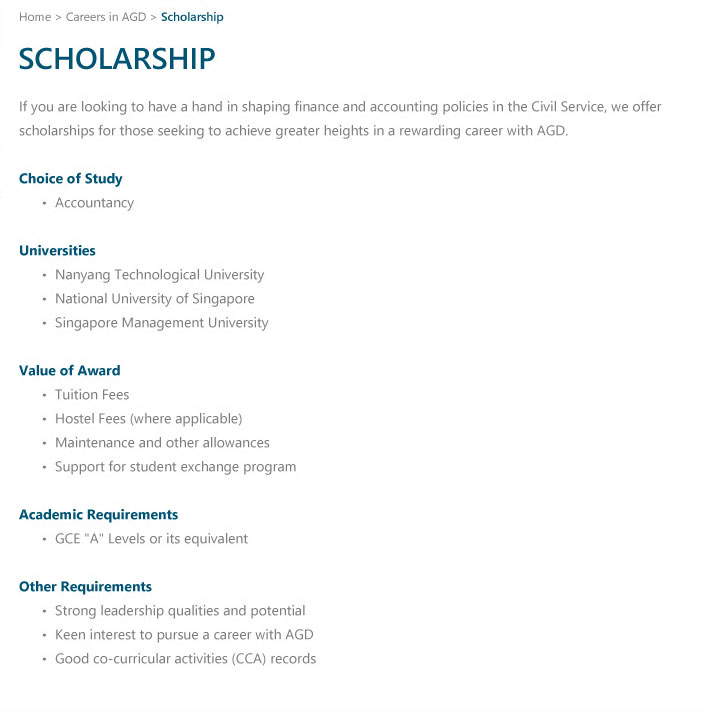 Home > Careers in AGD > Scholarship
SCHOLARSHIP
If you are looking to have a hand in shaping finance and accounting policies in the Civil Service, we offer
scholarships for those seeking to achieve greater heights in a rewarding career with AGD.
Choice of Study
• Accountancy
Universities
• Nanyang Technological University
• National University of Singapore
• Singapore Management University
Value of Award
• Tuition Fees
• Hostel Fees (where applicable)
• Maintenance and other allowances
• Support for student exchange program
Academic Requirements
• GCE "A" Levels or its equivalent
Other Requirements
• Strong leadership qualities and potential
• Keen interest to pursue a career with AGD
• Good co-curricular activities (CCA) records